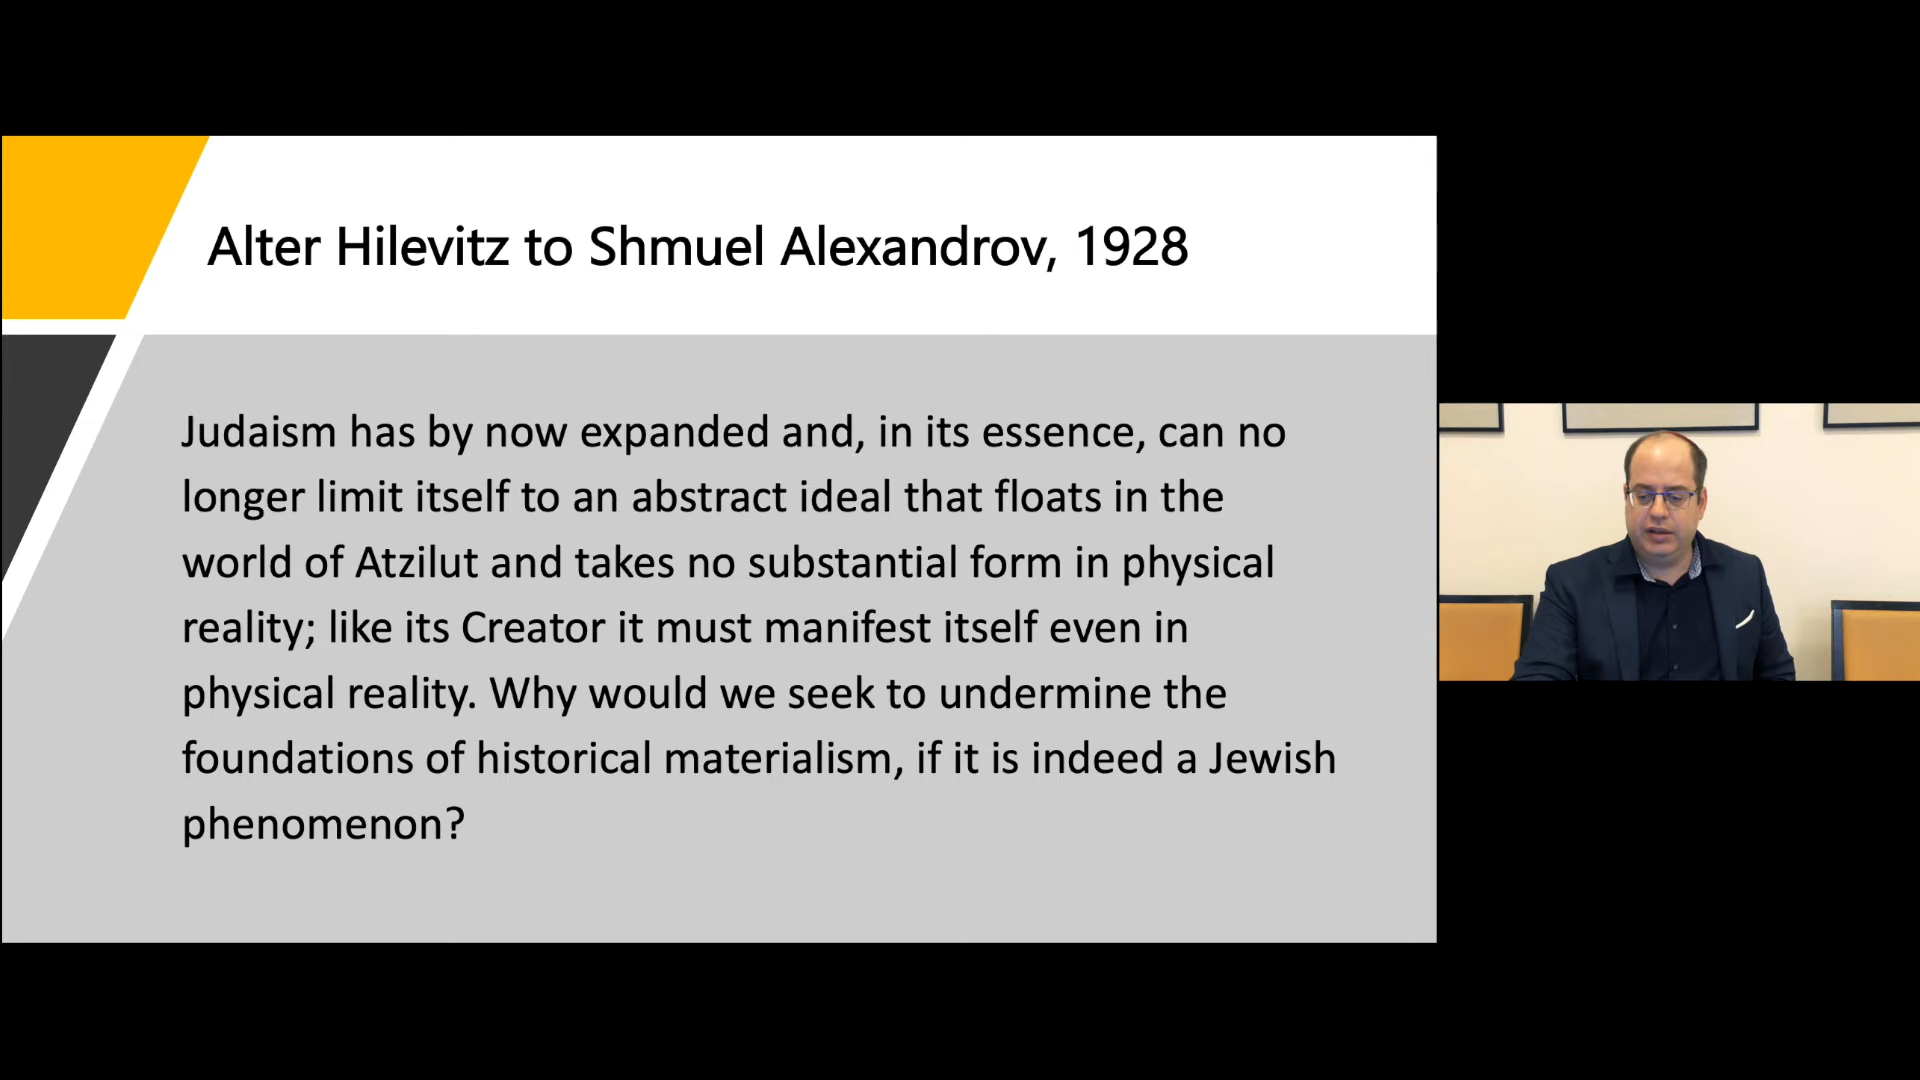 Alter Hilevitz to Shmuel Alexandrov, 1928
Judaism has by now expanded and, in its essence, can no
longer limit itself to an abstract ideal that floats in the
world of Atzilut and takes no substantial form in physical
reality; like its Creator it must manifest itself even in
physical reality. Why would we seek to undermine the
foundations of historical materialism, if it is indeed a Jewish
phenomenon?